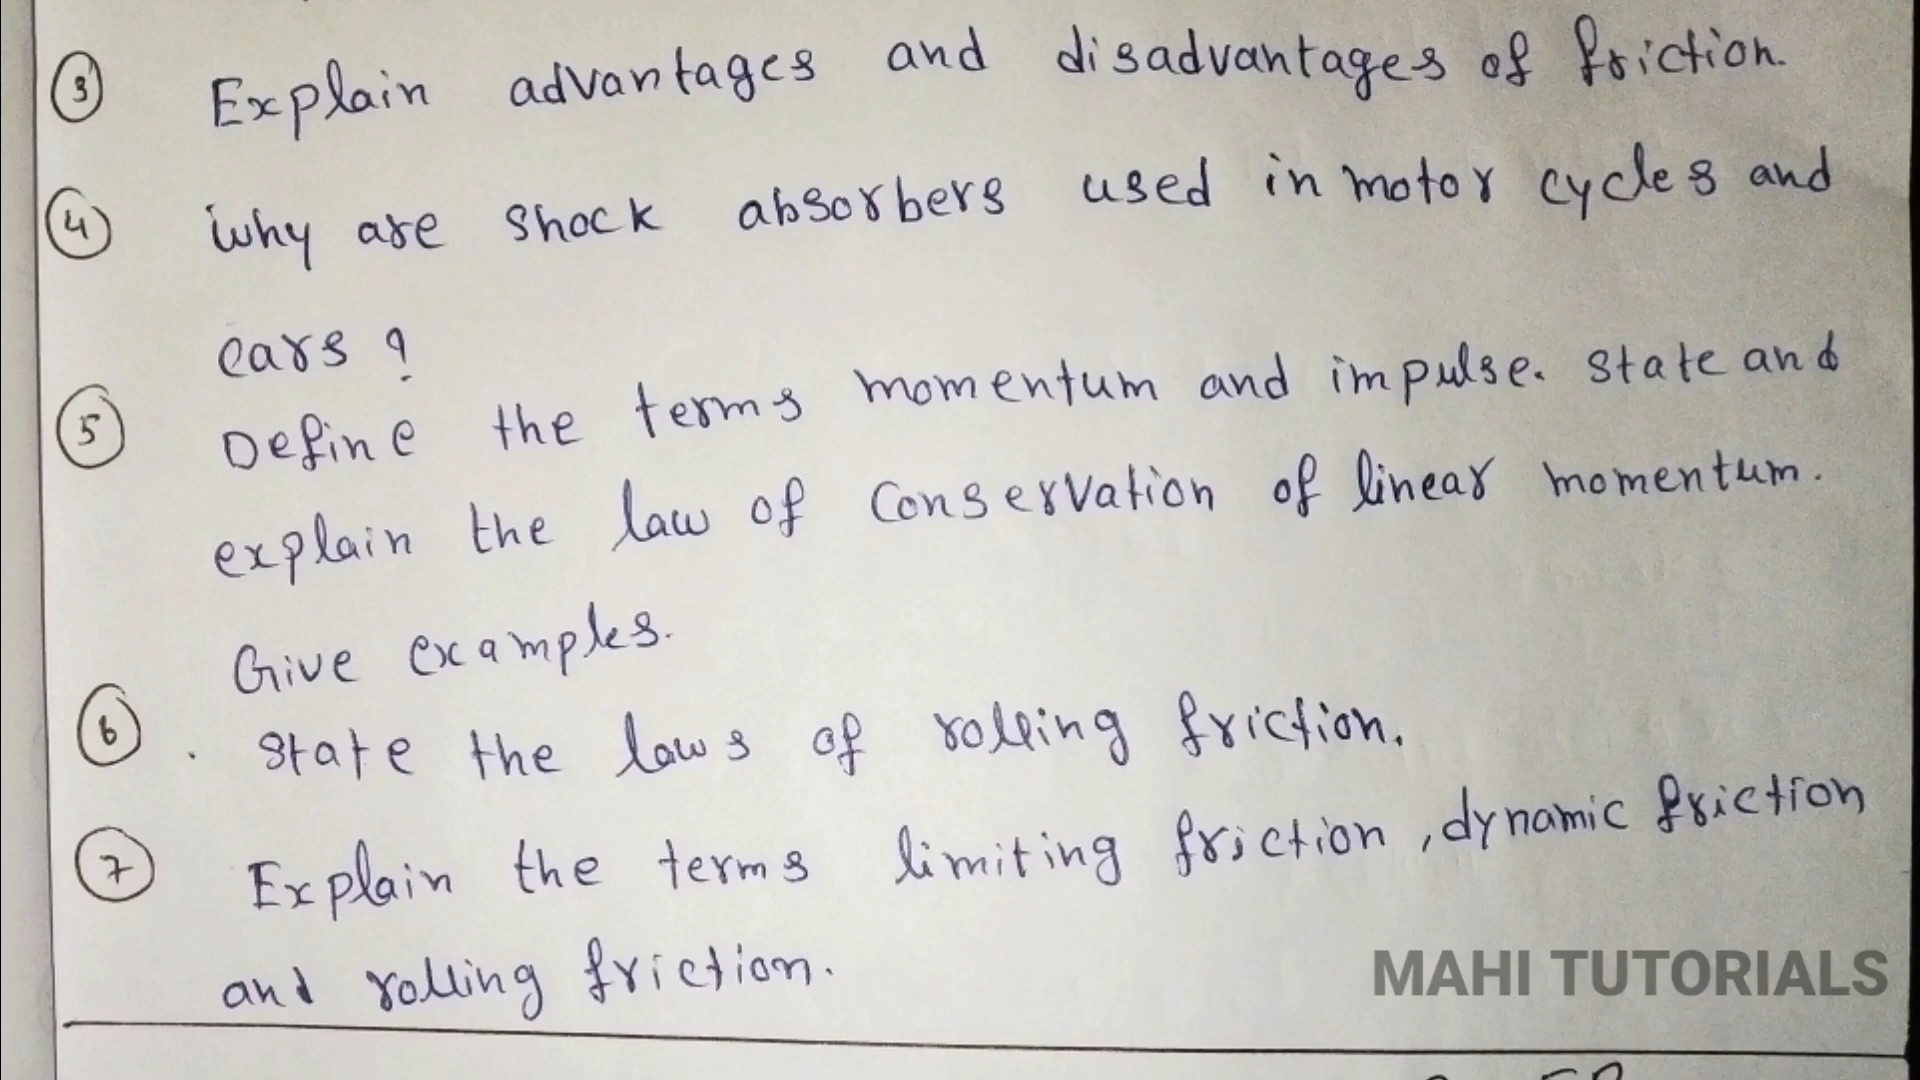 ③ Explain advantages and disadvantages of friction.
④ Why are shock absorbers used in motor cycles and
cars ?
⑤ Define the terms momentum and impulse. State and
explain the law of Conservation of linear momentum.
Give examples.
⑥ . State the laws of rolling friction.
⑦ Explain the terms limiting friction, dynamic friction
and rolling friction.
MAHI TUTORIALS